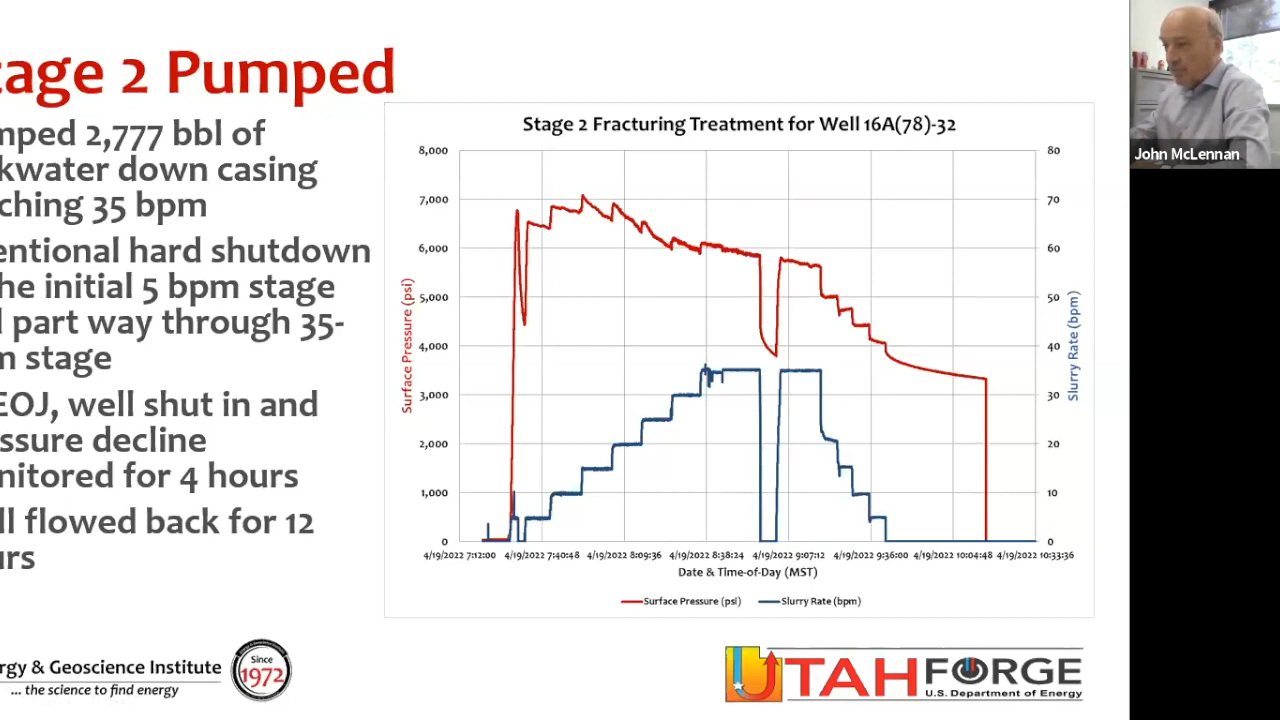 tage 2 Pumped
mped 2,777 bbl of
kwater down casing
ching 35 bpm
entional hard shutdown
he initial 5 bpm stage
d part way through 35-
m stage
EOJ, well shut in and
ssure decline
nitored for 4 hours
ll flowed back for 12
urs
Stage 2 Fracturing Treatment for Well 16A(78)-32
8,000
7,000
6,000
5,000
4,000
3,000
2,000
1,000
0
Surface Pressure (psi)
80
70
60
50
40
30
20
10
0
Slurry Rate (bpm)
4/19/2022 7:12:00 4/19/2022 7:40:48 4/19/2022 8:09:36 4/19/2022 8:38:24 4/19/2022 9:07:12 4/19/2022 9:36:00 4/19/2022 10:04:48 4/19/2022 10:33:36
Date & Time-of-Day (MST)
Surface Pressure (psi) Slurry Rate (bpm)
John McLennan
rgy & Geoscience Institute
... the science to find energy
Since
1972
UTAH FORGE
U.S. Department of Energy